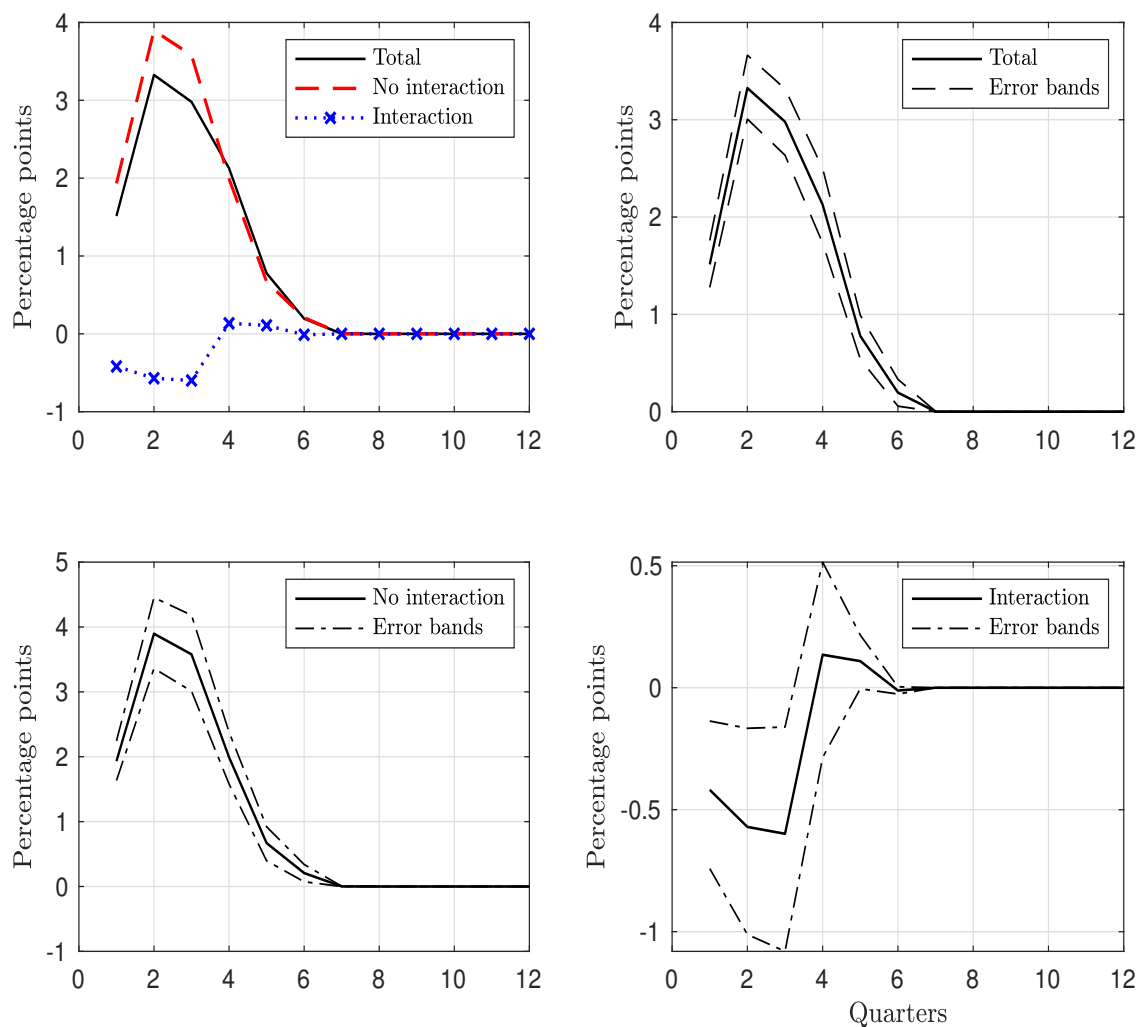 4
3
2
1
0
-1
0 2 4 6 8 10 12
Percentage points
Total
No interaction
Interaction
4
3
2
1
0
0 2 4 6 8 10 12
Percentage points
Total
Error bands
5
4
3
2
1
0
-1
0 2 4 6 8 10 12
Percentage points
No interaction
Error bands
0.5
0
-0.5
-1
0 2 4 6 8 10 12
Percentage points
Interaction
Error bands
Quarters